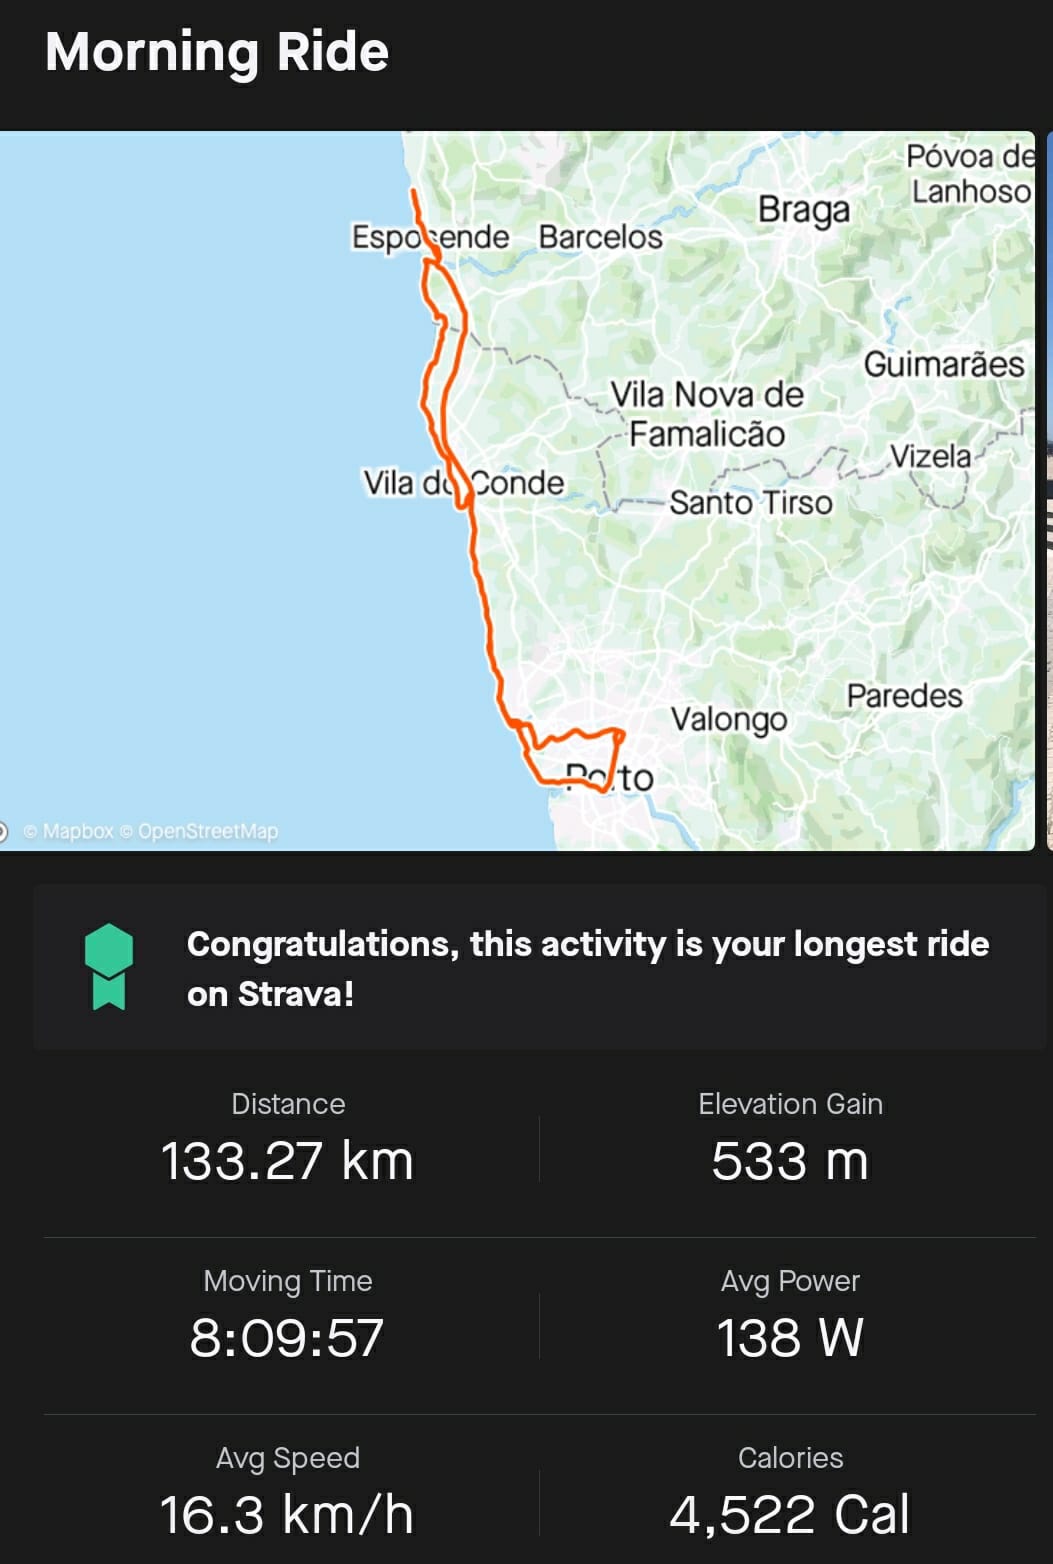 Morning Ride
Póvoa de
Lanhoso
Braga
Esposende
Barcelos
Guimarães
Vila Nova de
Famalicão
Vizela
Vila do Conde
Santo Tirso
Paredes
Valongo
Porto
© Mapbox © OpenStreetMap
Congratulations, this activity is your longest ride
on Strava!
Distance
133.27 km
Elevation Gain
533 m
Moving Time
8:09:57
Avg Power
138 W
Avg Speed
16.3 km/h
Calories
4,522 Cal